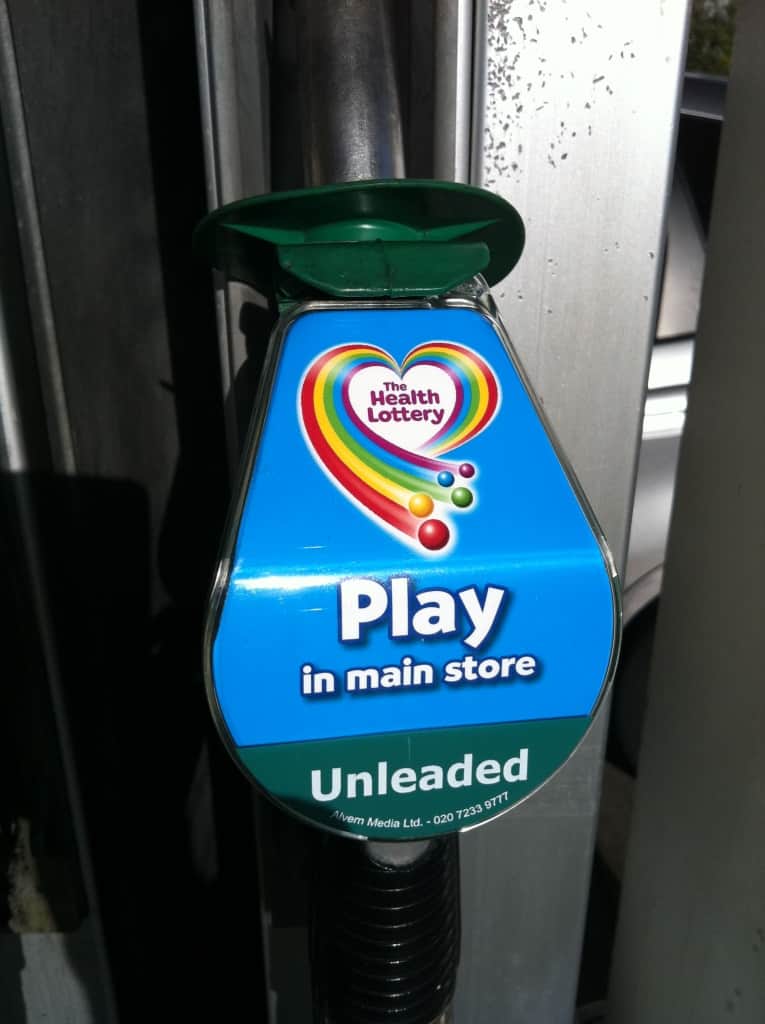 The
Health
Lottery
Play
in main store
Unleaded
Alvern Media Ltd. - 020 7233 9777